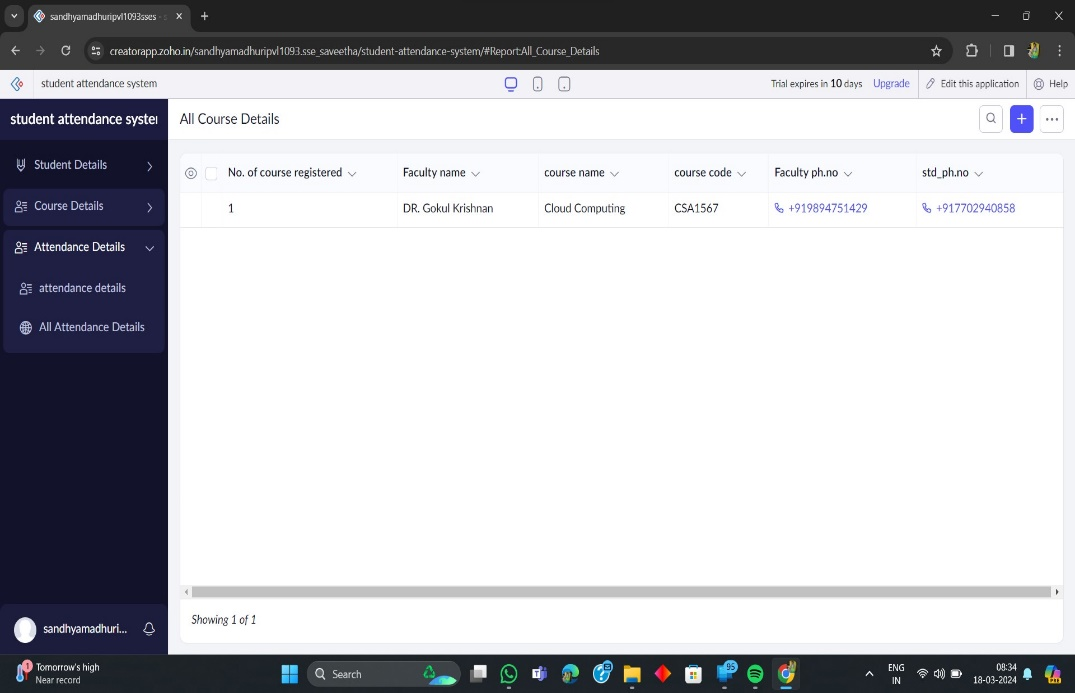 sandhyamadhuripvl1093sses - s
creatorapp.zoho.in/sandhyamadhuripvl1093.sse_saveetha/student-attendance-system/#Report:All_Course_Details
student attendance system
Trial expires in 10 days
Upgrade
Edit this application
Help
student attendance syster
All Course Details
Student Details
Course Details
Attendance Details
attendance details
All Attendance Details
No. of course registered
Faculty name
course name
course code
Faculty ph.no
std_ph.no
1
DR. Gokul Krishnan
Cloud Computing
CSA1567
+919894751429
+917702940858
Showing 1 of 1
sandhyamadhuri...
1
Tomorrow's high
Near record
Search
95
ENG
IN
08:34
18-03-2024